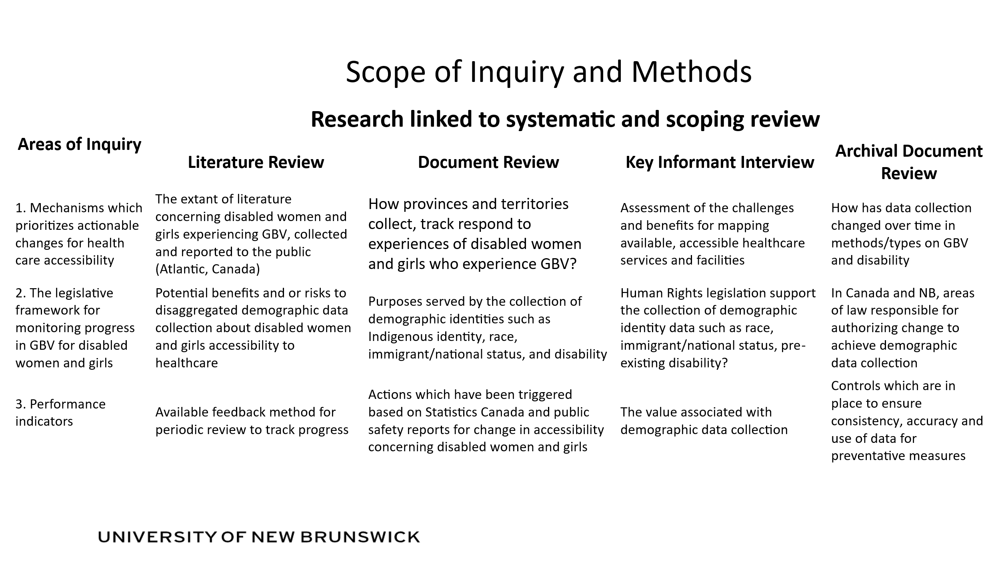 Scope of Inquiry and Methods
Research linked to systematic and scoping review
Areas of Inquiry
Literature Review
Document Review
Key Informant Interview
Archival Document
Review
1. Mechanisms which
prioritizes actionable
changes for health
care accessibility
The extant of literature
concerning disabled women and
girls experiencing GBV, collected
and reported to the public
(Atlantic, Canada)
How provinces and territories
collect, track respond to
experiences of disabled women
and girls who experience GBV?
Assessment of the challenges
and benefits for mapping
available, accessible healthcare
services and facilities
How has data collection
changed over time in
methods/types on GBV
and disability
2. The legislative
framework for
monitoring progress
in GBV for disabled
women and girls
Potential benefits and or risks to
disaggregated demographic data
collection about disabled women
and girls accessibility to
healthcare
Purposes served by the collection of
demographic identities such as
Indigenous identity, race,
immigrant/national status, and disability
Human Rights legislation support
the collection of demographic
identity data such as race,
immigrant/national status, pre-
existing disability?
In Canada and NB, areas
of law responsible for
authorizing change to
achieve demographic
data collection
3. Performance
indicators
Available feedback method for
periodic review to track progress
Actions which have been triggered
based on Statistics Canada and public
safety reports for change in accessibility
concerning disabled women and girls
The value associated with
demographic data collection
Controls which are in
place to ensure
consistency, accuracy and
use of data for
preventative measures
UNIVERSITY OF NEW BRUNSWICK